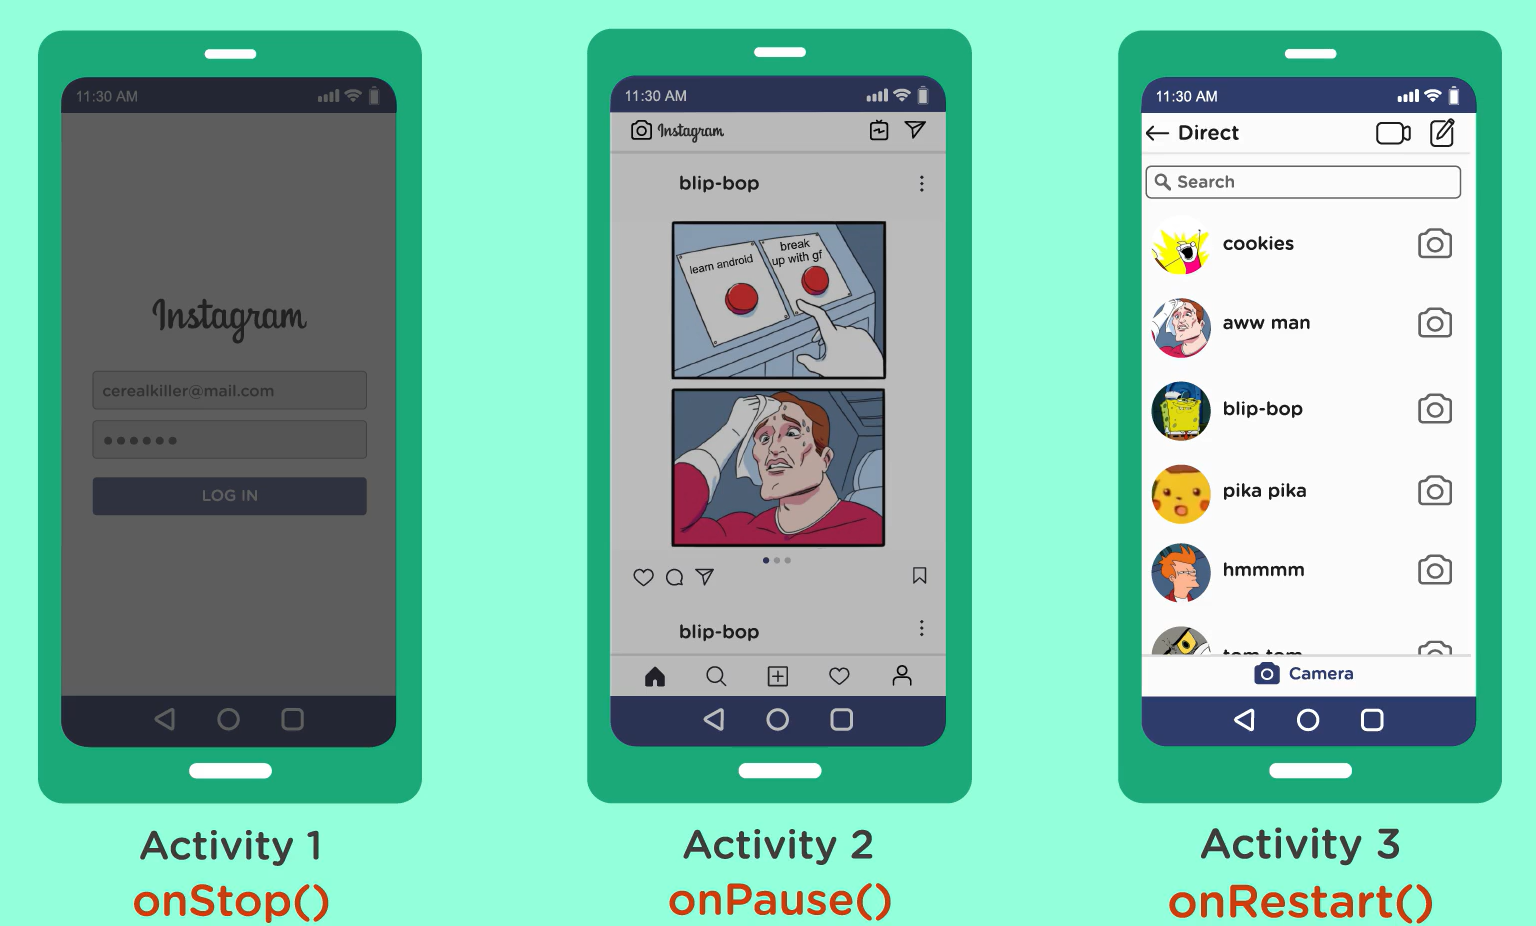 11:30 AM
Instagram
cerealkiller@mail.com
LOG IN
Activity 1
onStop()
11:30 AM
Instagram
blip-bop
learn android
break
up with gf
blip-bop
Activity 2
onPause()
11:30 AM
Direct
Search
cookies
aww man
blip-bop
pika pika
hmmmm
tom tom
Camera
Activity 3
onRestart()